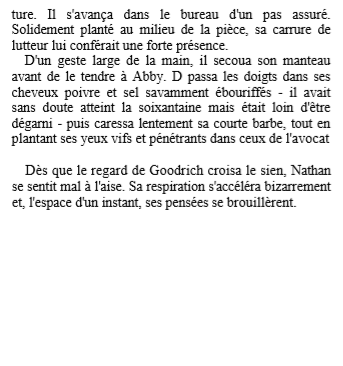 ture. Il s'avança dans le bureau d'un pas assuré.
Solidement planté au milieu de la pièce, sa carrure de
lutteur lui conférait une forte présence.
D'un geste large de la main, il secoua son manteau
avant de le tendre à Abby. D passa les doigts dans ses
cheveux poivre et sel savamment ébouriffés - il avait
sans doute atteint la soixantaine mais était loin d'être
dégarni - puis caressa lentement sa courte barbe, tout en
plantant ses yeux vifs et pénétrants dans ceux de l'avocat
Dès que le regard de Goodrich croisa le sien, Nathan
se sentit mal à l'aise. Sa respiration s'accéléra bizarrement
et, l'espace d'un instant, ses pensées se brouillèrent.